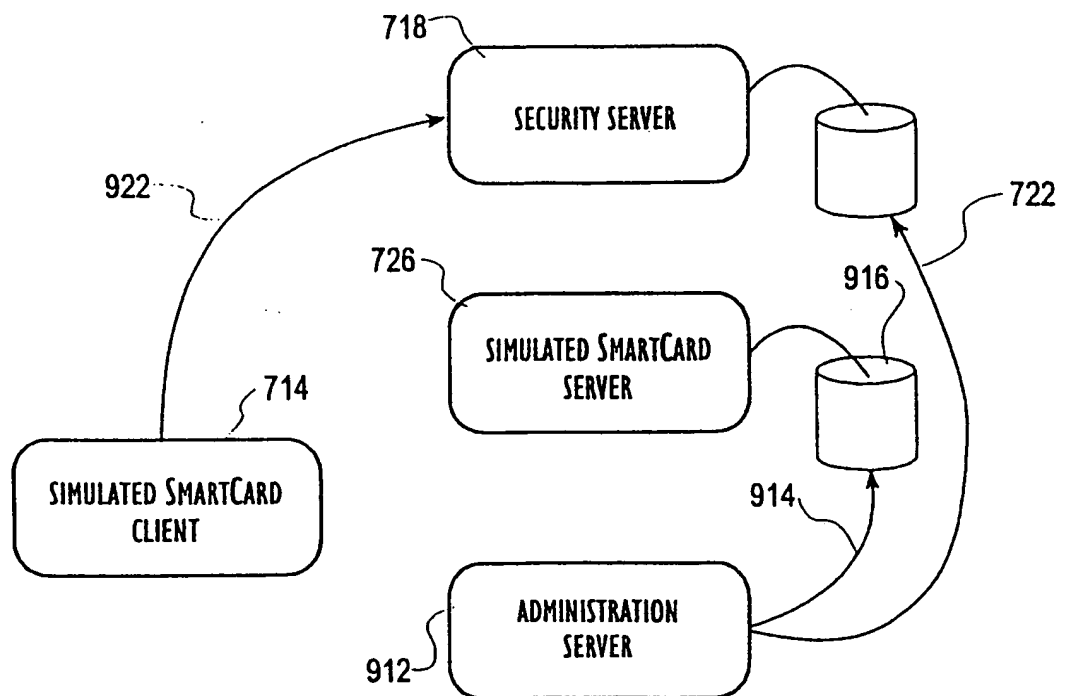 718
SECURITY SERVER
922
722
726
916
SIMULATED SMARTCARD
SERVER
714
SIMULATED SMARTCARD
CLIENT
914
ADMINISTRATION
SERVER
912